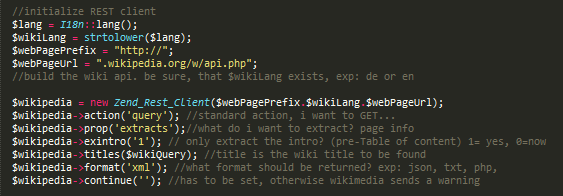 //initialize REST client
$lang = I18n::lang();
$wikiLang = strtolower($lang);
$webPagePrefix = "http://";
$webPageUrl = ".wikipedia.org/w/api.php";
//build the wiki api. be sure, that $wikiLang exists, exp: de or en
$wikipedia = new Zend_Rest_Client($webPagePrefix.$wikiLang.$webPageUrl);
$wikipedia->action('query'); //standard action, i want to GET...
$wikipedia->prop('extracts');//what do i want to extract? page info
$wikipedia->exintro('1'); // only extract the intro? (pre-Table of content) 1= yes, 0=now
$wikipedia->titles($wikiQuery); //title is the wiki title to be found
$wikipedia->format('xml'); //what format should be returned? exp: json, txt, php,
$wikipedia->continue(''); //has to be set, otherwise wikimedia sends a warning